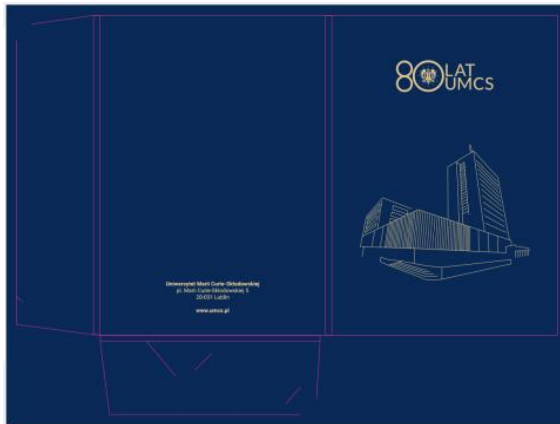 80 LAT
UMCS
Uniwersytet Marii Curie-Skłodowskiej
pl. Marii Curie-Skłodowskiej 5
20-031 Lublin
www.umcs.pl